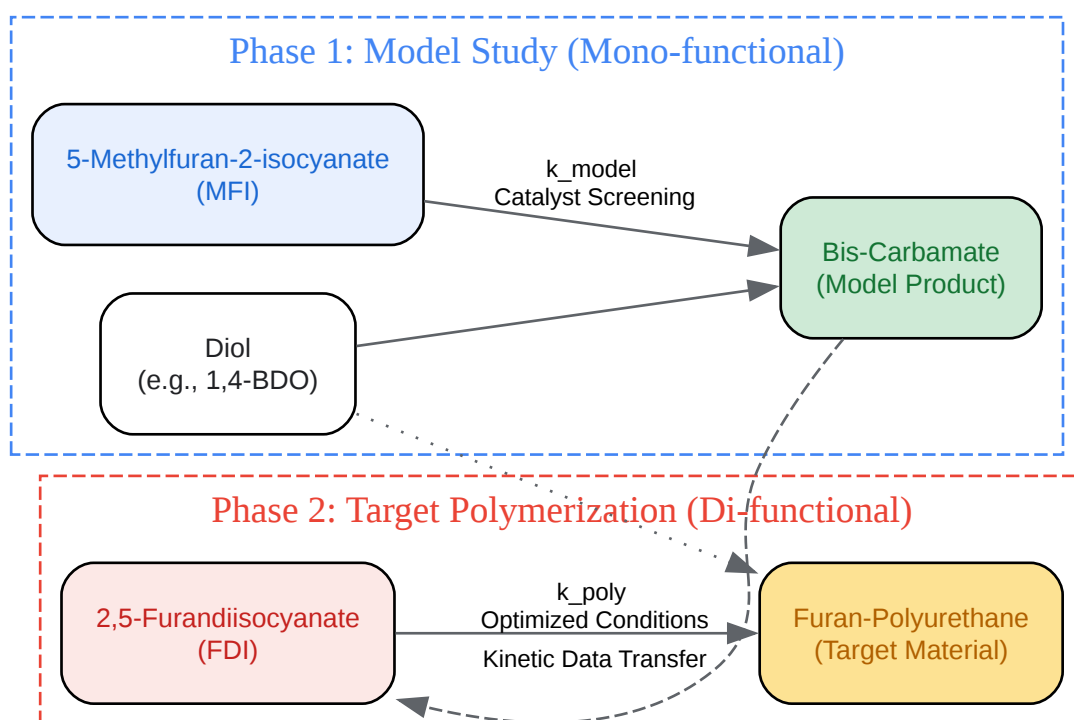 Phase 1: Model Study (Mono-functional)
5-Methylfuran-2-isocyanate
(MFI)
k_model
Catalyst Screening
Bis-Carbamate
(Model Product)
Diol
(e.g., 1,4-BDO)
Phase 2: Target Polymerization (Di-functional)
2,5-Furandiisocyanate
(FDI)
k_poly
Optimized Conditions
Kinetic Data Transfer
Furan-Polyurethane
(Target Material)